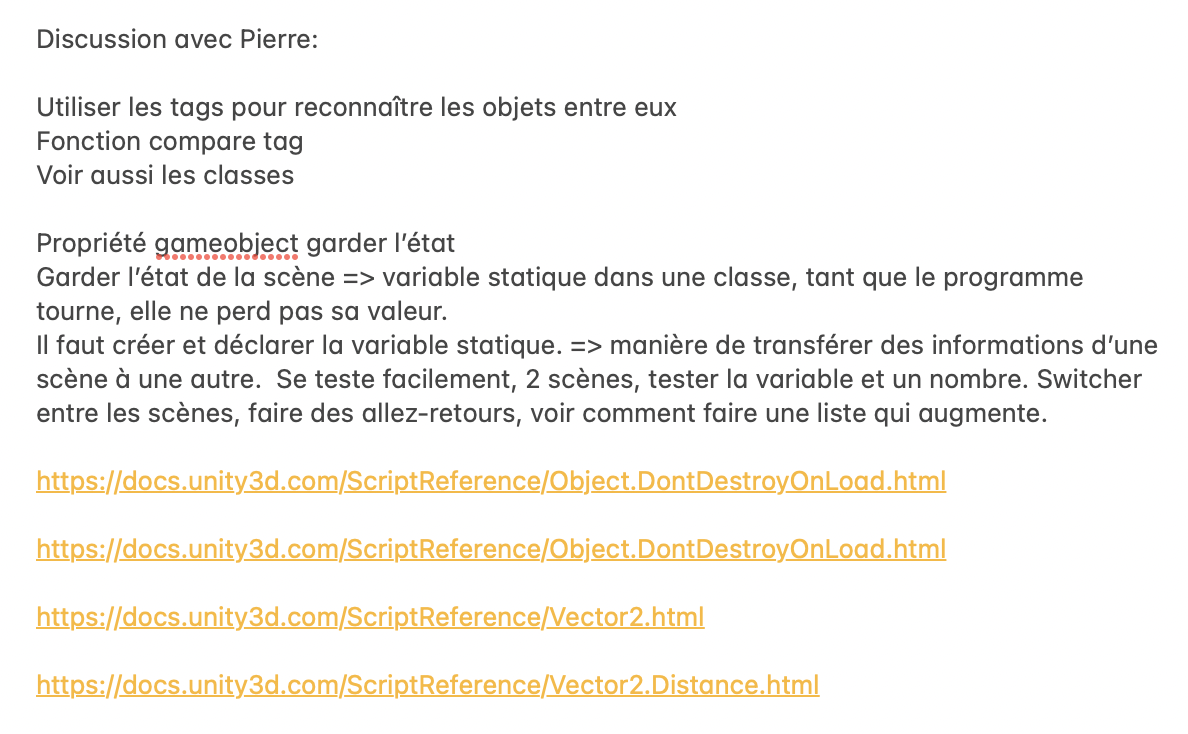 Discussion avec Pierre:
Utiliser les tags pour reconnaître les objets entre eux
Fonction compare tag
Voir aussi les classes
Propriété gameobject garder l’état
Garder l’état de la scène => variable statique dans une classe, tant que le programme
tourne, elle ne perd pas sa valeur.
Il faut créer et déclarer la variable statique. => manière de transférer des informations d’une
scène à une autre.  Se teste facilement, 2 scènes, tester la variable et un nombre. Switcher
entre les scènes, faire des allez-retours, voir comment faire une liste qui augmente.
https://docs.unity3d.com/ScriptReference/Object.DontDestroyOnLoad.html
https://docs.unity3d.com/ScriptReference/Object.DontDestroyOnLoad.html
https://docs.unity3d.com/ScriptReference/Vector2.html
https://docs.unity3d.com/ScriptReference/Vector2.Distance.html